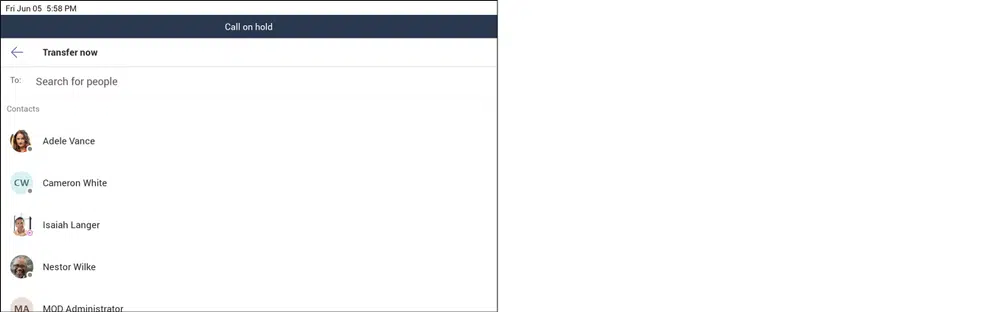 Fri Jun 05 5:58 PM
Call on hold
Transfer now
To: Search for people
Contacts
Adele Vance
CW Cameron White
Isaiah Langer
Nestor Wilke
MA MOD Administrator